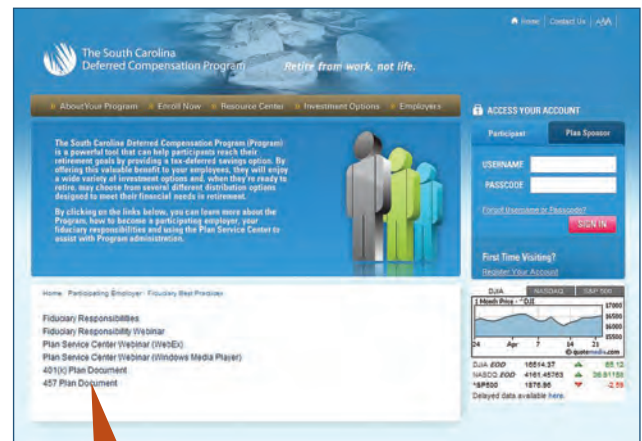 Home | Contact Us | AAA
The South Carolina
Deferred Compensation Program
Retire from work, not life.
About Your Program
Enroll Now
Resource Center
Investment Options
Employers
The South Carolina Deferred Compensation Program (Program)
is a powerful tool that can help participants reach their
retirement goals by providing a tax-deferred savings option. By
offering this valuable benefit to your employees, they will enjoy
a wide variety of investment options and, when they're ready to
retire, may choose from several different distribution options
designed to meet their financial needs in retirement.
By clicking on the links below, you can learn more about the
Program, how to become a participating employer, your
fiduciary responsibilities and using the Plan Service Center to
assist with Program administration.
ACCESS YOUR ACCOUNT
Participant
Plan Sponsor
USERNAME
PASSCODE
Forgot Username or Passcode?
SIGN IN
First Time Visiting?
Register Your Account
Home Participating Employer Fiduciary Best Practices
Fiduciary Responsibilities
Fiduciary Responsibility Webinar
Plan Service Center Webinar (WebEx)
Plan Service Center Webinar (Windows Media Player)
401(k) Plan Document
457 Plan Document
DJIA
NASDAQ
S&P 500
1 Month Price - ^DJI
17000
16500
16000
15500
24 Apr 7 14 21
© quotemedia.com
DJIA EOD 16514.37 65.12
NASDQ EOD 4161.45763
^SP500 1876.96 -2.59
Delayed data available here.